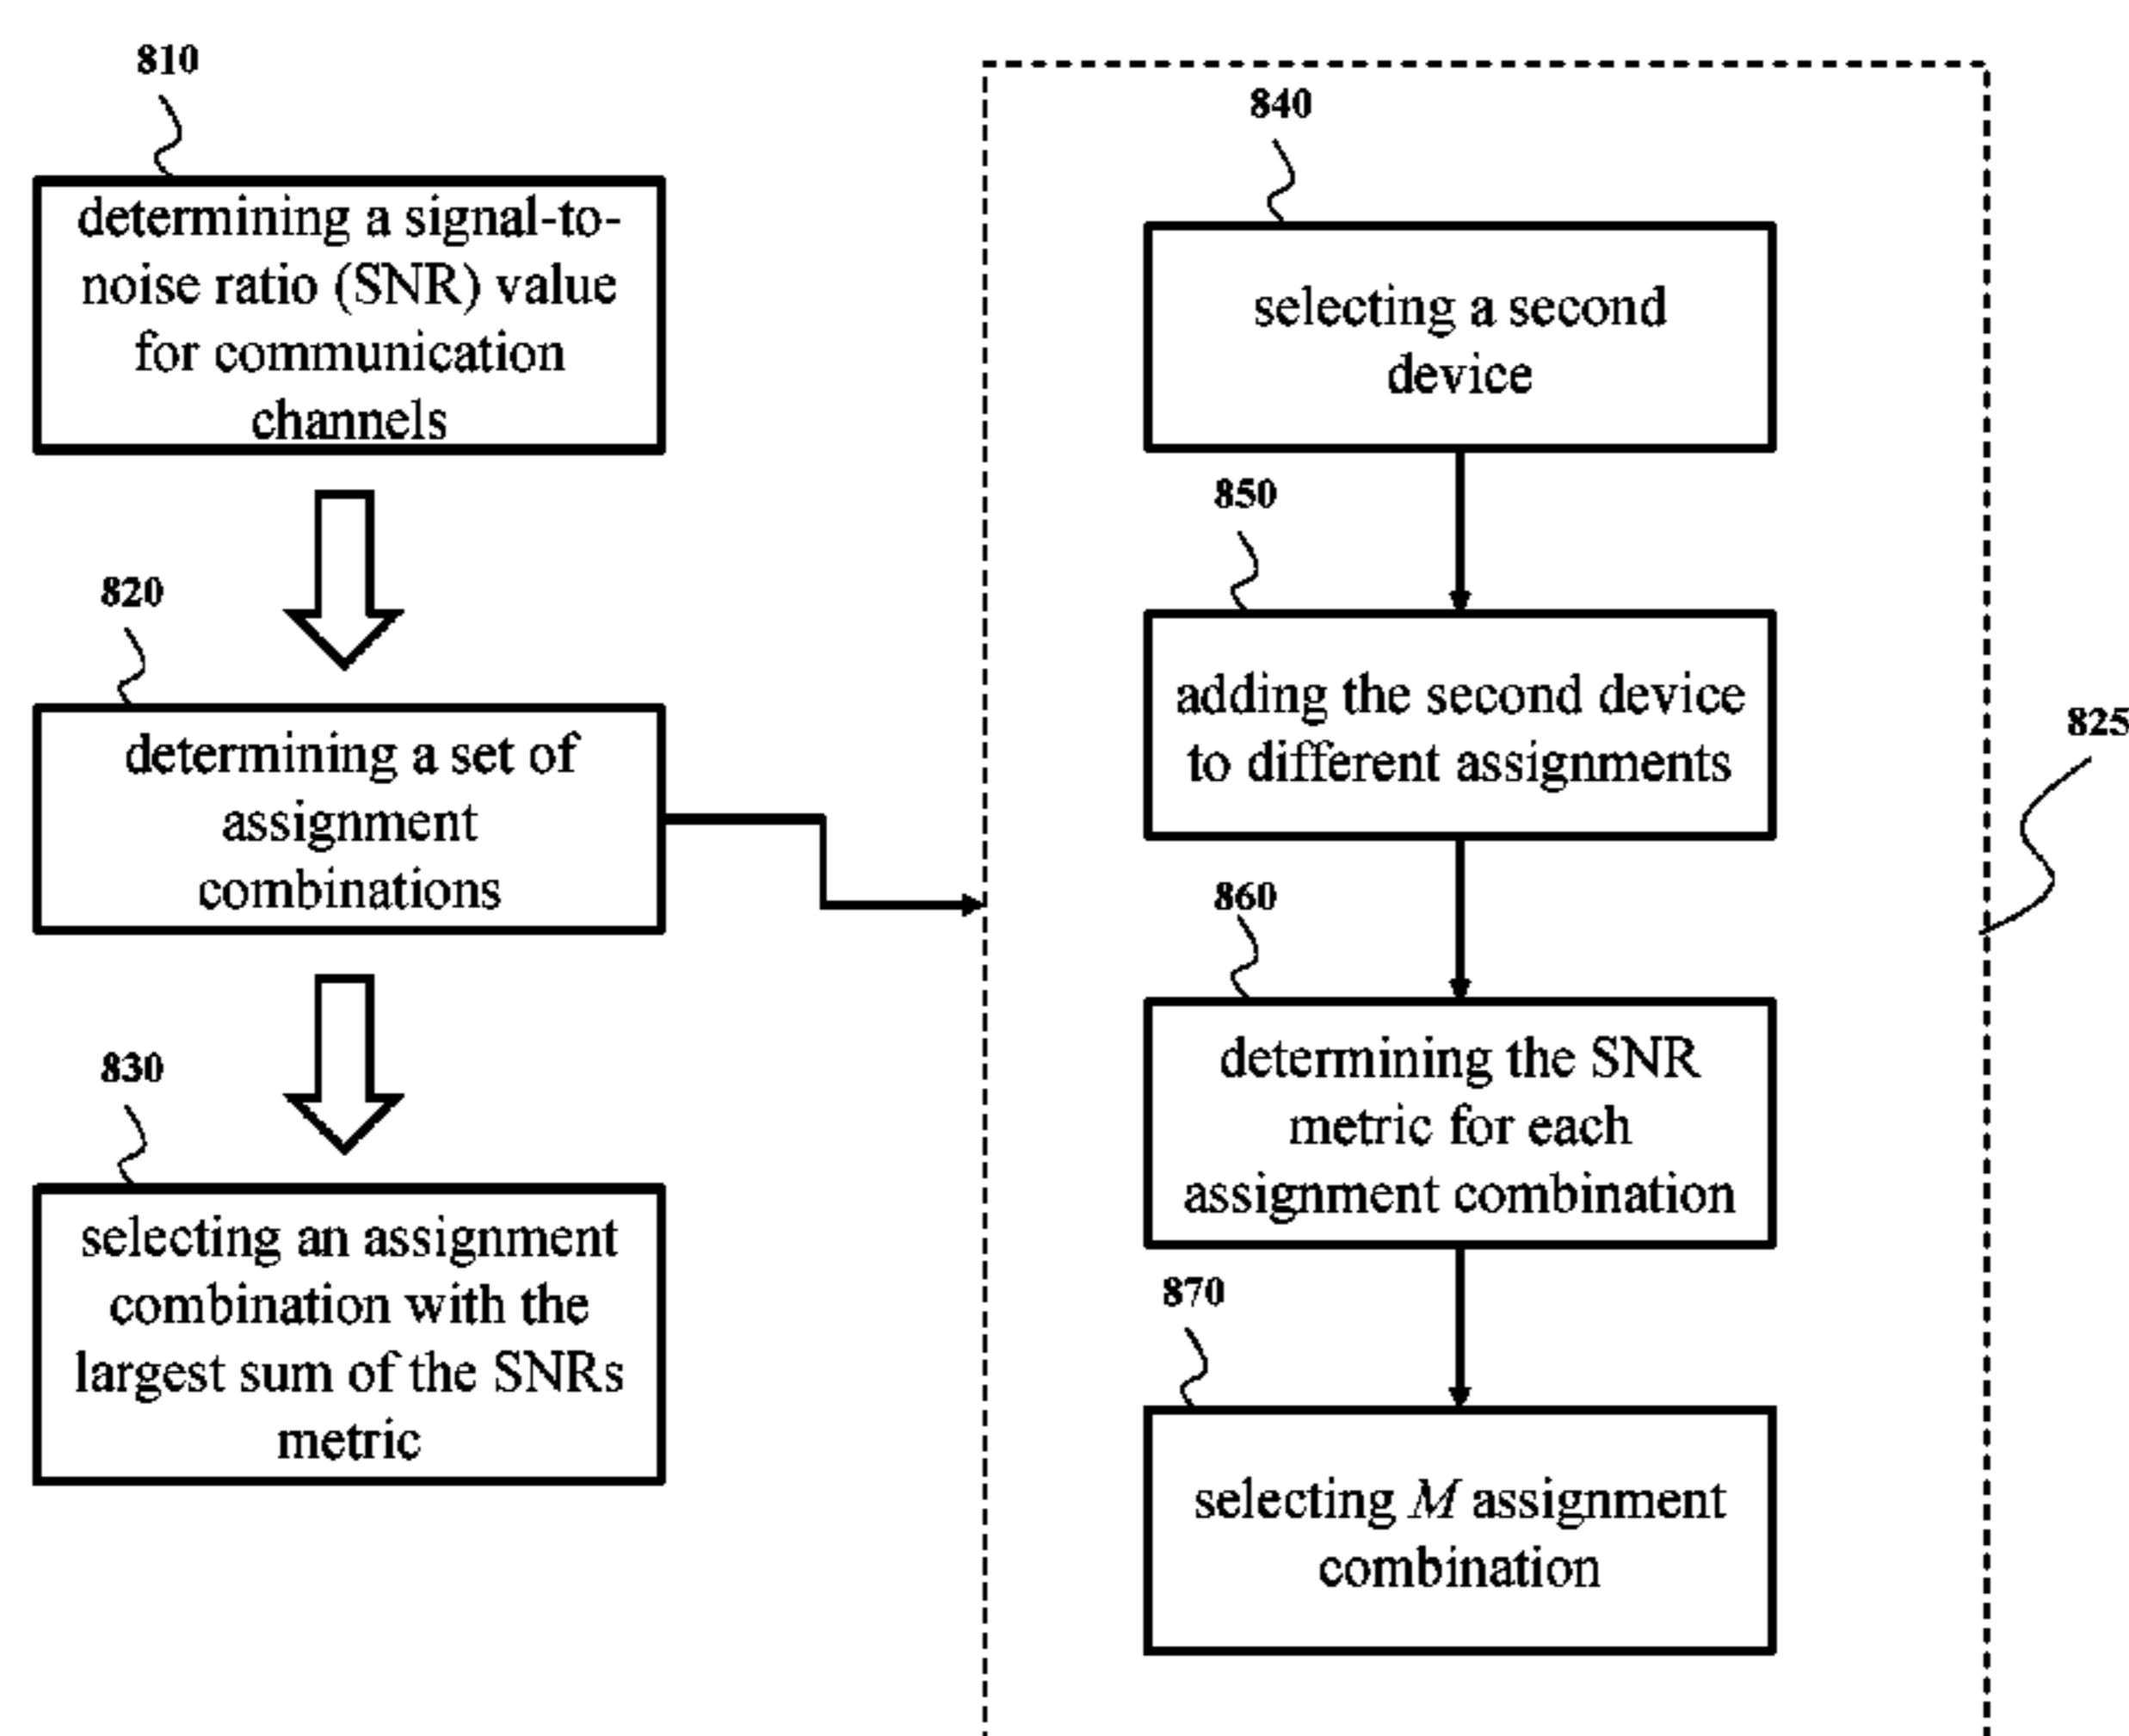 810
determining a signal-to-
noise ratio (SNR) value
for communication
channels
820
determining a set of
assignment
combinations
830
selecting an assignment
combination with the
largest sum of the SNRs
metric
840
selecting a second
device
850
adding the second device
to different assignments
860
determining the SNR
metric for each
assignment combination
870
selecting M assignment
combination
825